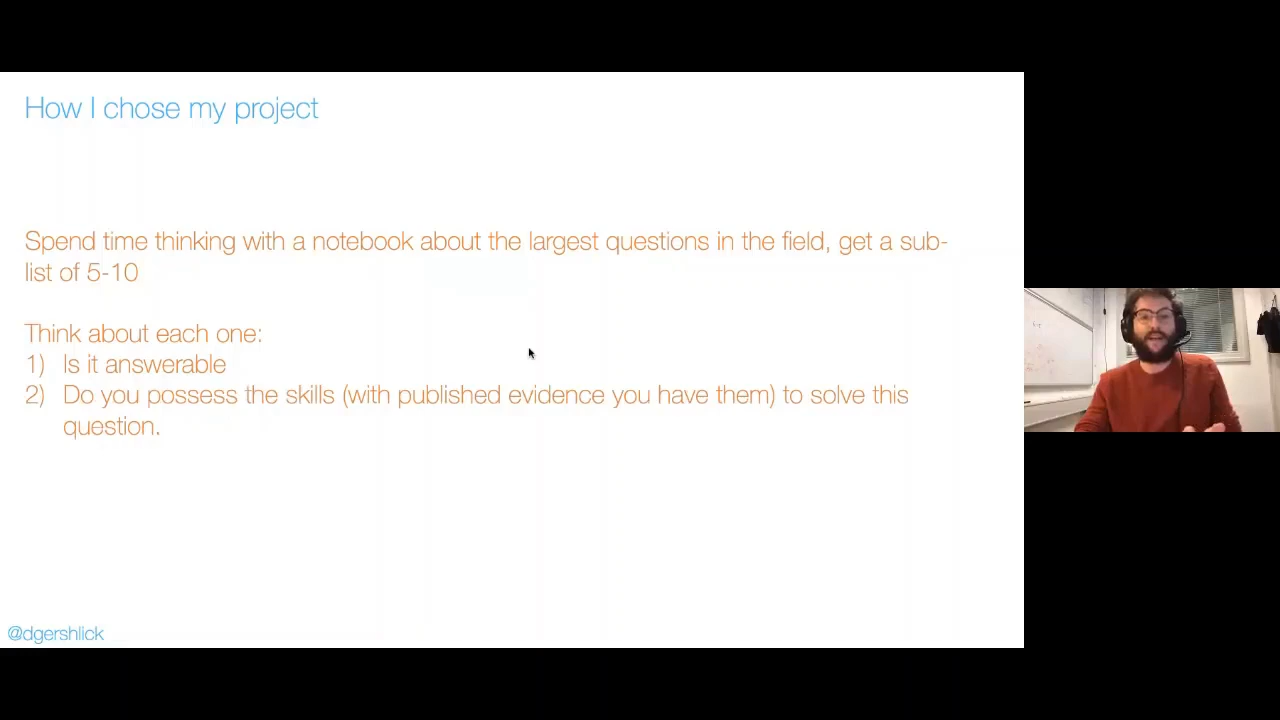 How I chose my project
Spend time thinking with a notebook about the largest questions in the field, get a sub-
list of 5-10
Think about each one:
1) Is it answerable
2) Do you possess the skills (with published evidence you have them) to solve this
question.
@dgershlick